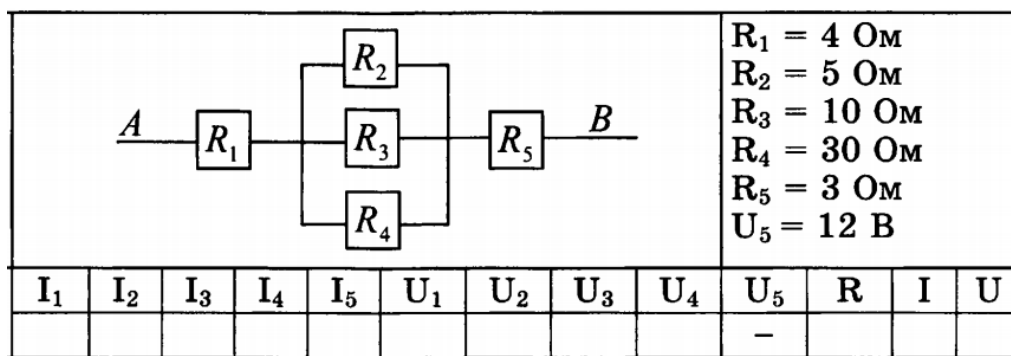 R₂
A R₁ R₃ R₅ B
R₄
R₁ = 4 Ом
R₂ = 5 Ом
R₃ = 10 Ом
R₄ = 30 Ом
R₅ = 3 Ом
U₅ = 12 В
I₁ I₂ I₃ I₄ I₅ U₁ U₂ U₃ U₄ U₅ R I U
–